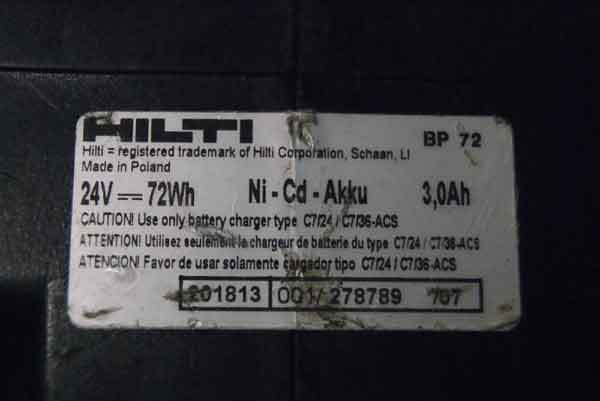 HILTI BP 72
Hilti = registered trademark of Hilti Corporation, Schaan, LI
Made in Poland
24V ⎓ 72Wh Ni - Cd - Akku 3,0Ah
CAUTION! Use only battery charger type C7/24 / C7/36-ACS
ATTENTION! Utilisez seulement le chargeur de batterie du type C7/24 / C7/36-ACS
ATENCION! Favor de usar solamente cargador tipo C7/24 / C7/36-ACS
201813 001/ 278789 707